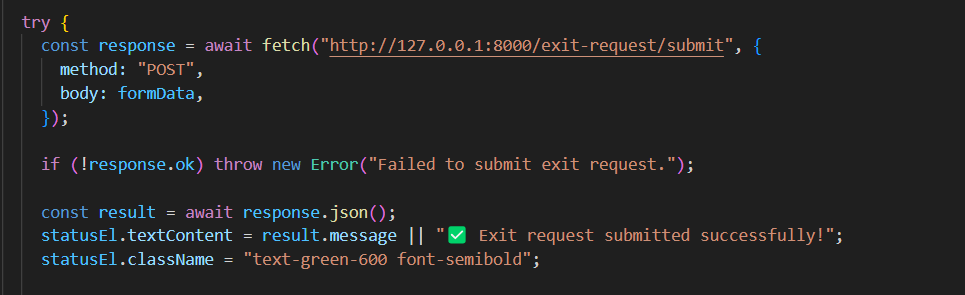 try {
const response = await fetch("http://127.0.0.1:8000/exit-request/submit", {
method: "POST",
body: formData,
});
if (!response.ok) throw new Error("Failed to submit exit request.");
const result = await response.json();
statusEl.textContent = result.message || "✅ Exit request submitted successfully!";
statusEl.className = "text-green-600 font-semibold";